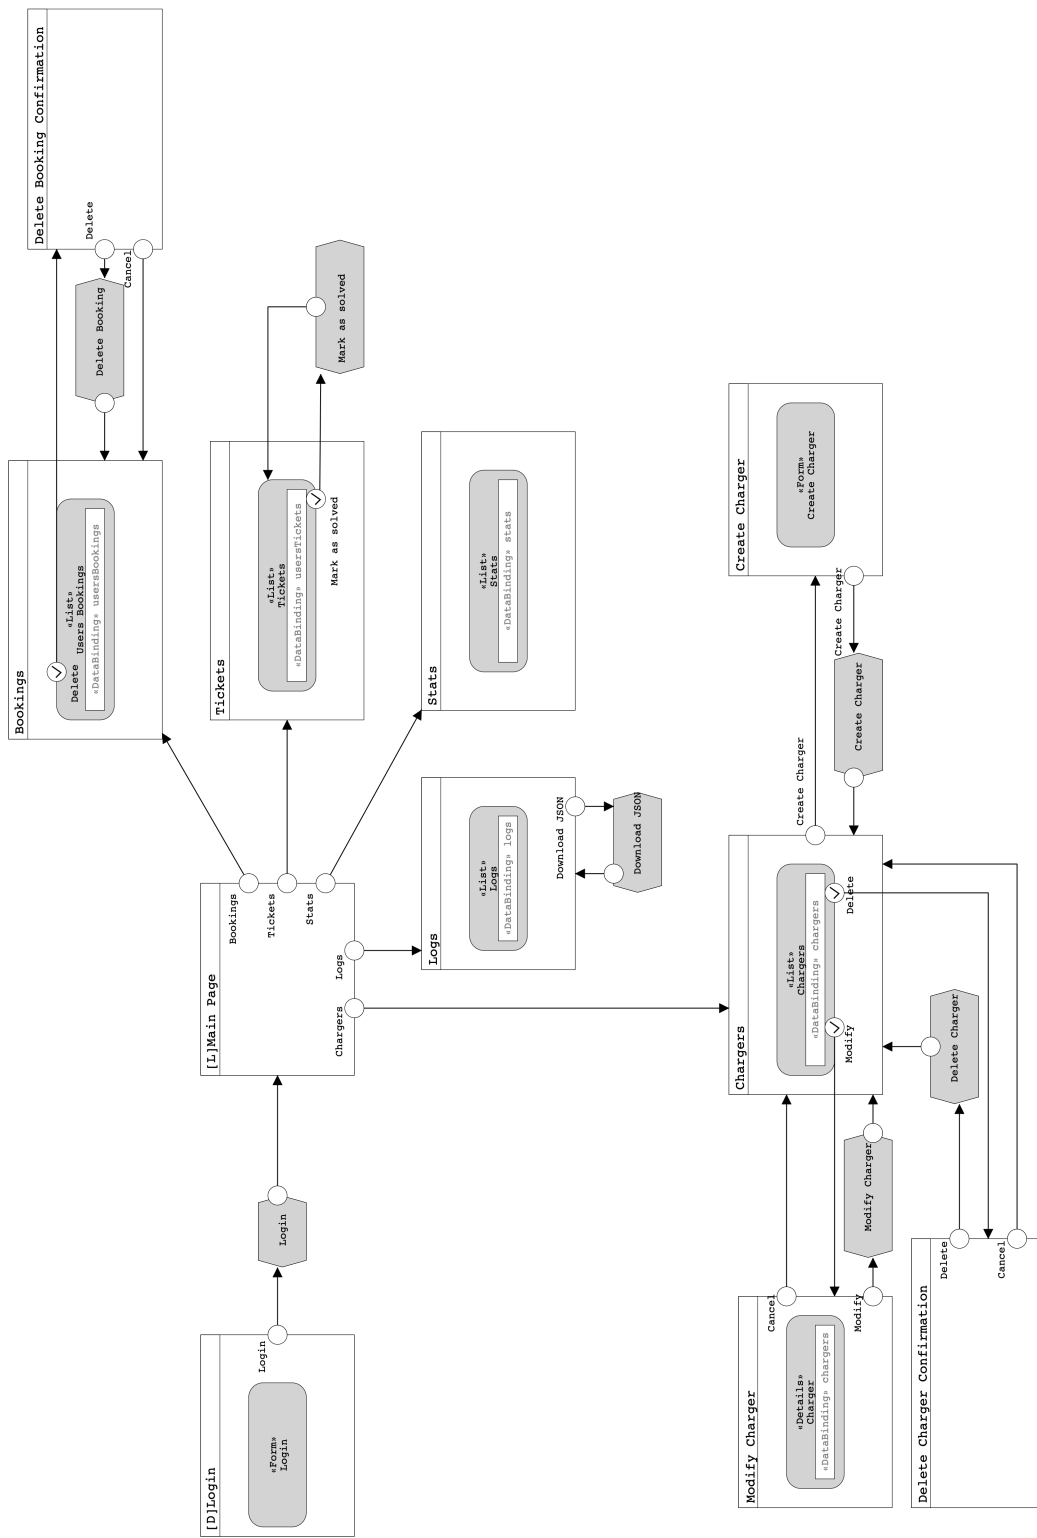 [D]Login
«Form»
Login
Login
Login
[L]Main Page
Bookings
Tickets
Stats
Logs
Chargers
Bookings
«List»
Users Bookings
Delete
«DataBinding» usersBookings
Delete Booking
Delete Booking Confirmation
Delete
Cancel
Tickets
«List»
Tickets
«DataBinding» usersTickets
Mark as solved
Mark as solved
Stats
«List»
Stats
«DataBinding» stats
Logs
«List»
Logs
«DataBinding» logs
Download JSON
Download JSON
Chargers
«List»
Chargers
«DataBinding» chargers
Modify
Delete
Create Charger
Create Charger
«Form»
Create Charger
Create Charger
Create Charger
Modify Charger
«Details»
Charger
«DataBinding» chargers
Cancel
Modify
Modify Charger
Delete Charger
Delete Charger Confirmation
Delete
Cancel